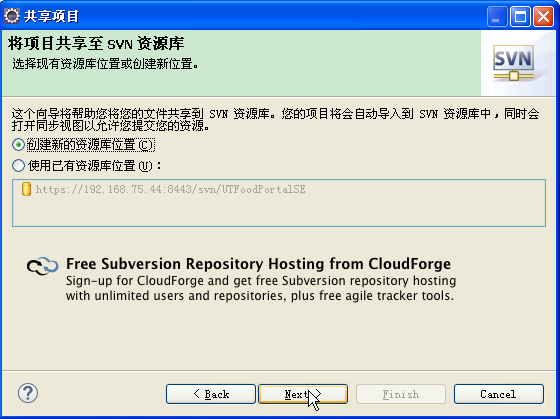 共享项目
将项目共享至 SVN 资源库
选择现有资源库位置或创建新位置。
SVN
这个向导将帮助您将您的文件共享到 SVN 资源库。您的项目将会自动导入到 SVN 资源库中，同时会
打开同步视图以允许您提交您的资源。
创建新的资源库位置(C)
使用已有资源库位置(U)：
https://192.168.75.44:8443/svn/UTFoodPortalSE
Free Subversion Repository Hosting from CloudForge
Sign-up for CloudForge and get free Subversion repository hosting
with unlimited users and repositories, plus free agile tracker tools.
? < Back Next > Finish Cancel